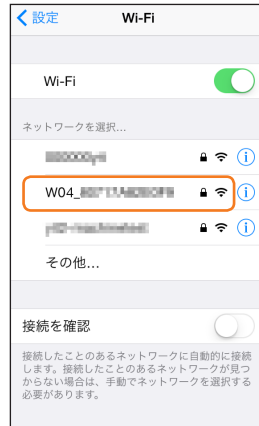 設定
Wi-Fi
Wi-Fi
ネットワークを選択...
W04_
その他...
接続を確認
接続したことのあるネットワークに自動的に接続
します。接続したことのあるネットワークが見つ
からない場合は、手動でネットワークを選択する
必要があります。